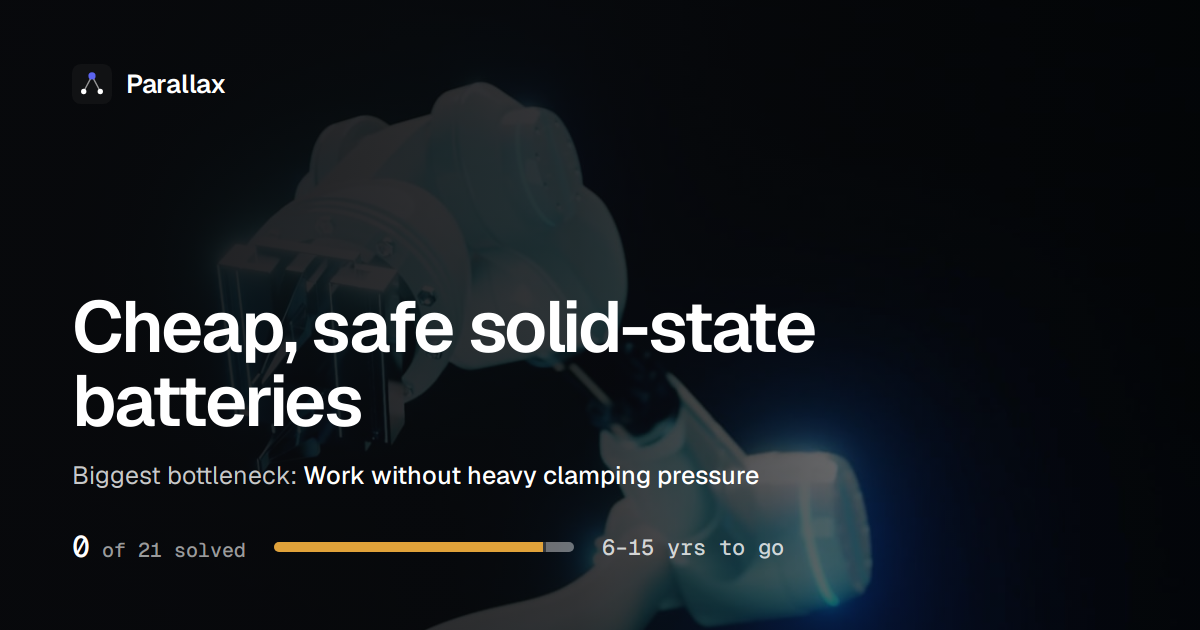 Parallax
Cheap, safe solid-state
batteries
Biggest bottleneck: Work without heavy clamping pressure
0 of 21 solved
6–15 yrs to go